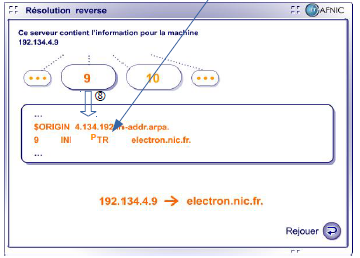 Résolution reverse
AFNIC
Ce serveur contient l'information pour la machine
192.134.4.9
... 9 10 ...
⑧
...
$ORIGIN 4.134.192.in-addr.arpa.
9 IN PTR electron.nic.fr.
...
192.134.4.9 → electron.nic.fr.
Rejouer